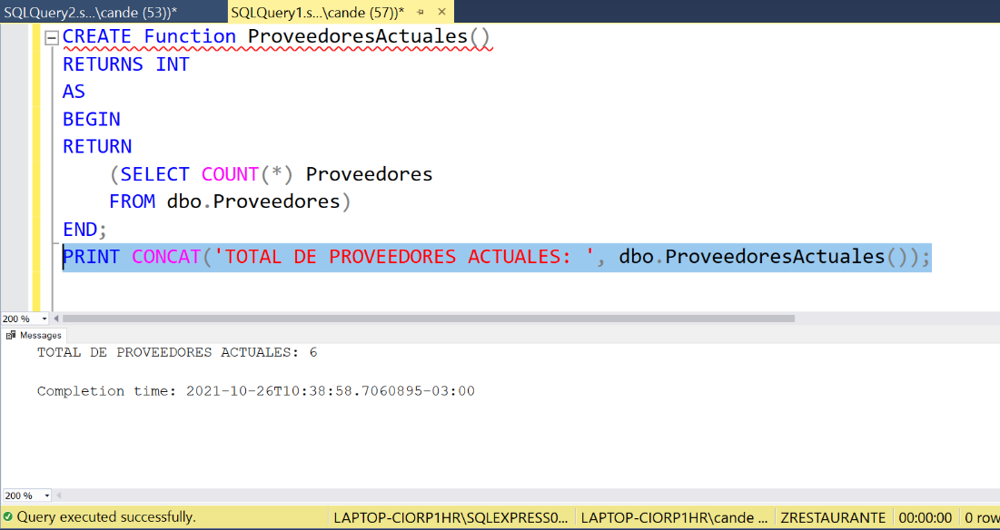 SQLQuery2.s...\cande (53))* SQLQuery1.s...\cande (57))*
CREATE Function ProveedoresActuales()
RETURNS INT
AS
BEGIN
RETURN
(SELECT COUNT(*) Proveedores
FROM dbo.Proveedores)
END;
PRINT CONCAT('TOTAL DE PROVEEDORES ACTUALES: ', dbo.ProveedoresActuales());
200 %
Messages
TOTAL DE PROVEEDORES ACTUALES: 6
Completion time: 2021-10-26T10:38:58.7060895-03:00
200 %
Query executed successfully. LAPTOP-CIORP1HR\SQLEXPRESS0... LAPTOP-CIORP1HR\cande ... ZRESTAURANTE 00:00:00 0 row